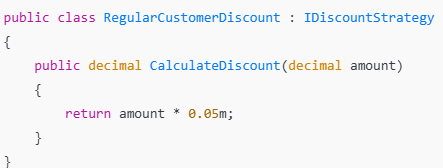 public class RegularCustomerDiscount : IDiscountStrategy
{
    public decimal CalculateDiscount(decimal amount)
    {
        return amount * 0.05m;
    }
}